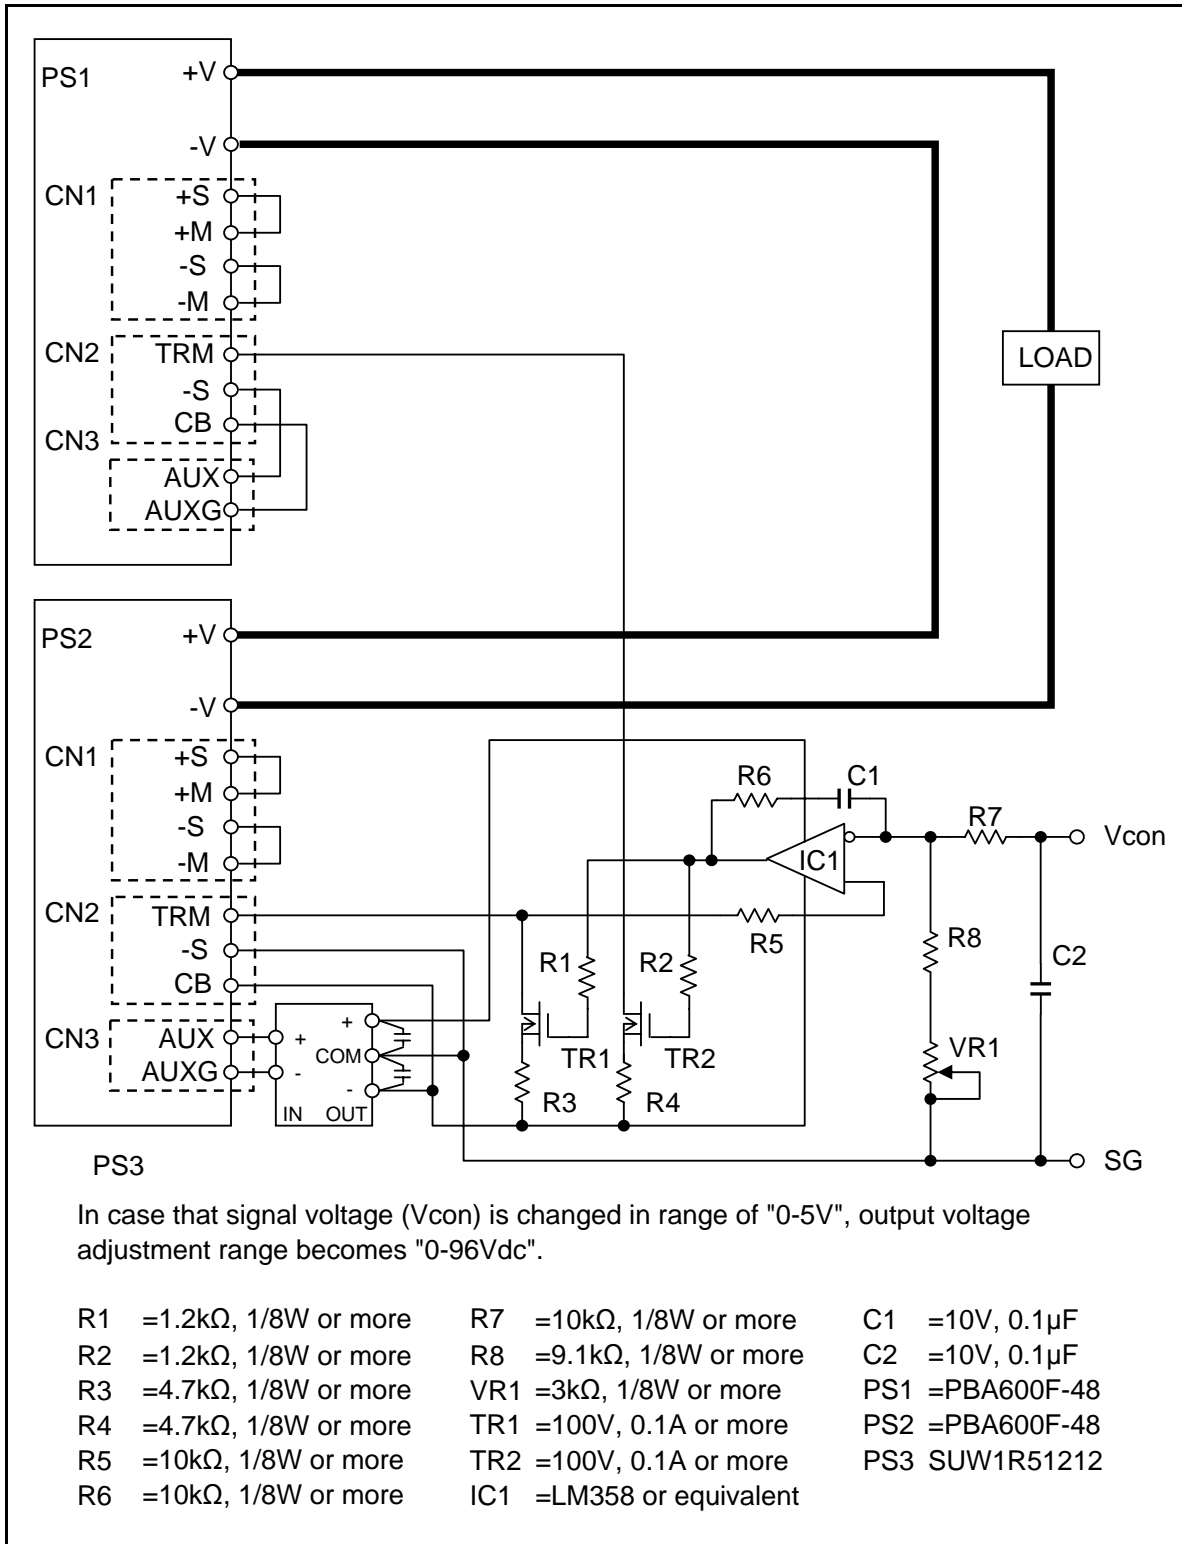 PS1
+V
-V
CN1
+S
+M
-S
-M
CN2
TRM
-S
CB
CN3
AUX
AUXG
LOAD
PS2
+V
-V
CN1
+S
+M
-S
-M
CN2
TRM
-S
CB
CN3
AUX
AUXG
+
-
+
COM
-
IN OUT
PS3
R6
C1
R7
Vcon
IC1
R5
R8
C2
R1
R2
TR1
TR2
VR1
R3
R4
SG
In case that signal voltage (Vcon) is changed in range of "0-5V", output voltage
adjustment range becomes "0-96Vdc".
R1 =1.2kΩ, 1/8W or more
R2 =1.2kΩ, 1/8W or more
R3 =4.7kΩ, 1/8W or more
R4 =4.7kΩ, 1/8W or more
R5 =10kΩ, 1/8W or more
R6 =10kΩ, 1/8W or more
R7 =10kΩ, 1/8W or more
R8 =9.1kΩ, 1/8W or more
VR1 =3kΩ, 1/8W or more
TR1 =100V, 0.1A or more
TR2 =100V, 0.1A or more
IC1 =LM358 or equivalent
C1 =10V, 0.1µF
C2 =10V, 0.1µF
PS1 =PBA600F-48
PS2 =PBA600F-48
PS3 SUW1R51212